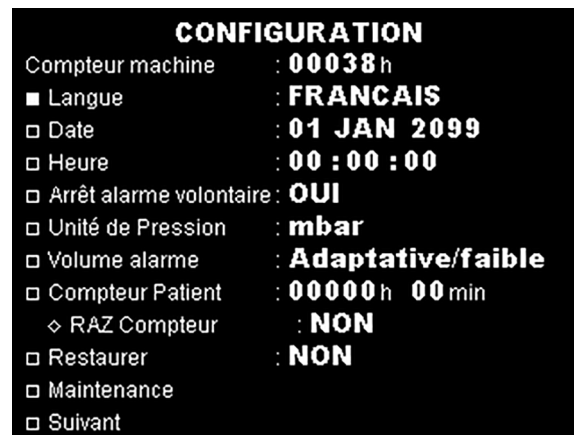 CONFIGURATION
Compteur machine : 00038 h
Langue : FRANCAIS
Date : 01 JAN 2099
Heure : 00 : 00 : 00
Arrêt alarme volontaire : OUI
Unité de Pression : mbar
Volume alarme : Adaptative/faible
Compteur Patient : 00000 h 00 min
RAZ Compteur : NON
Restaurer : NON
Maintenance
Suivant